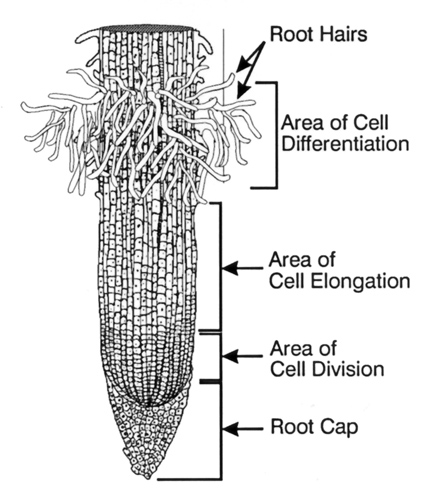 Root Hairs
Area of Cell
Differentiation
Area of
Cell Elongation
Area of
Cell Division
Root Cap